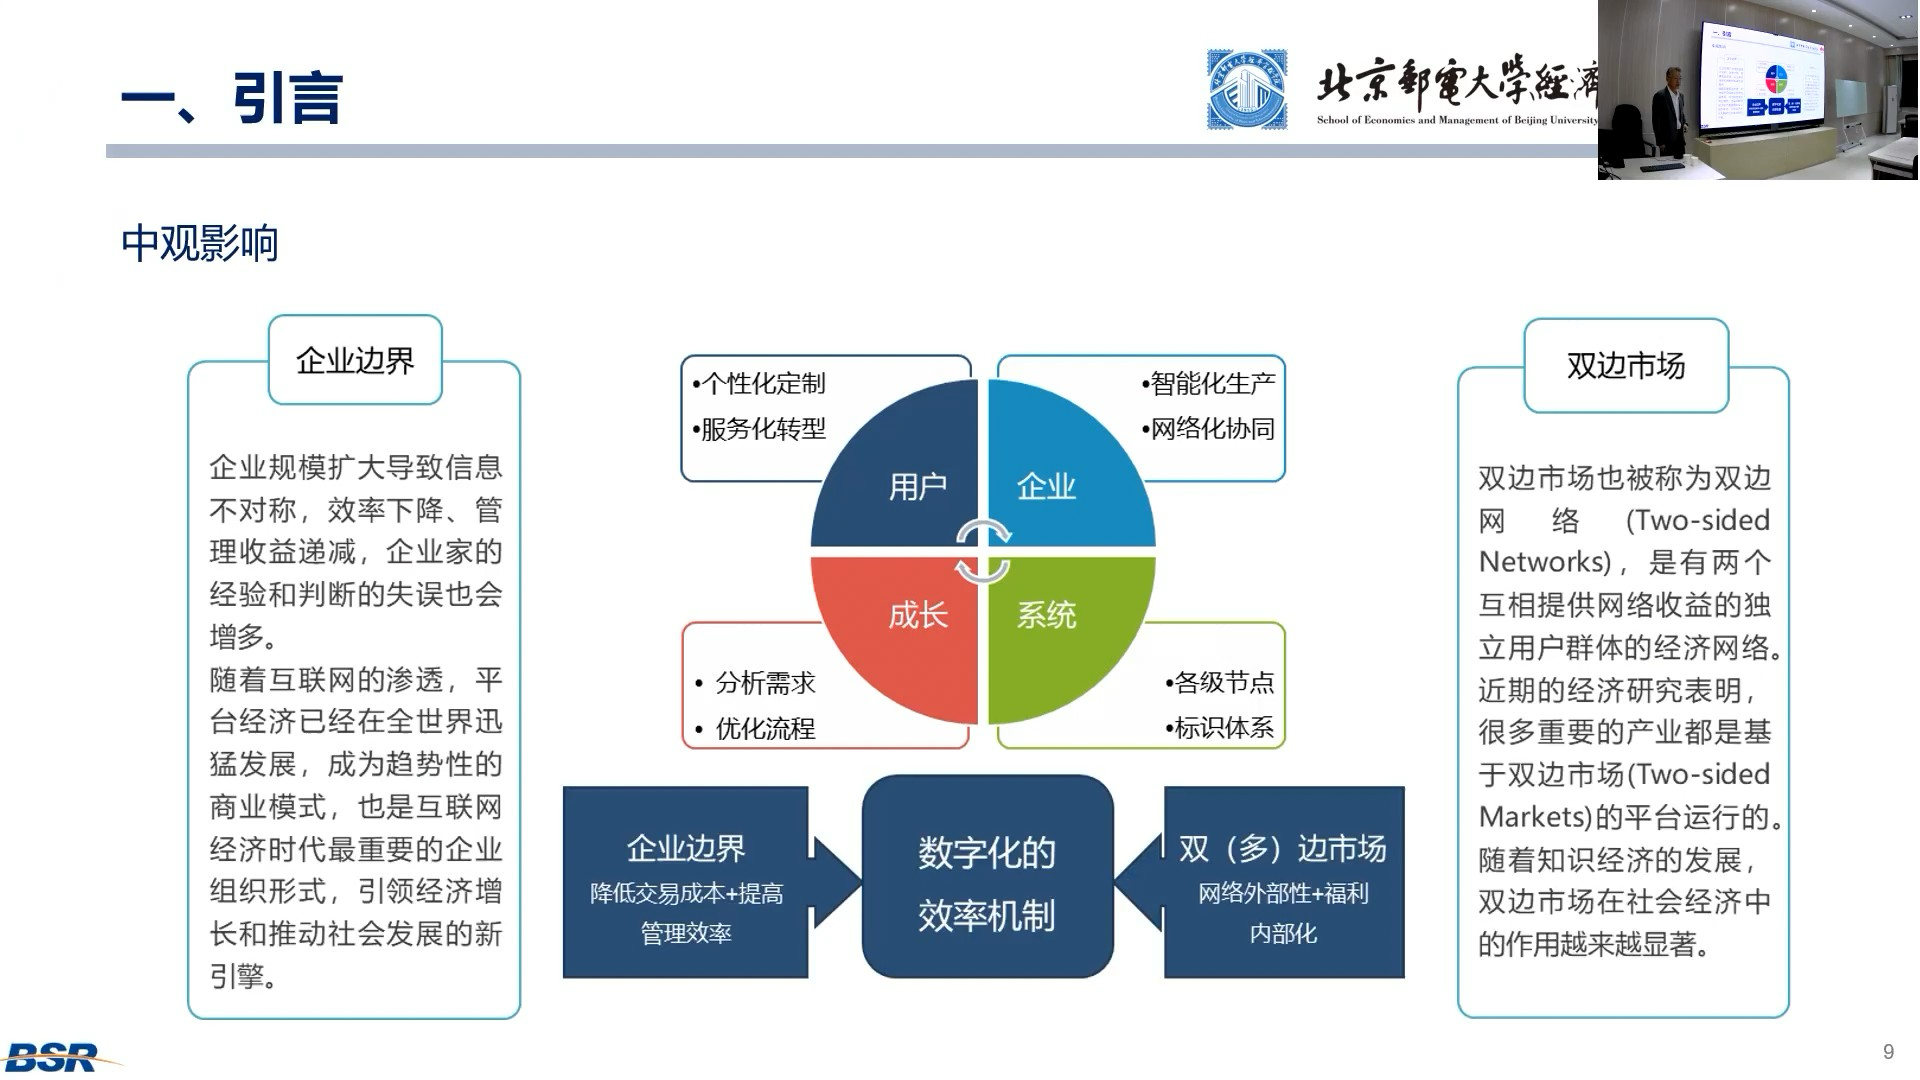 一、引言
北京郵電大學經濟
School of Economics and Management of Beijing University
中观影响
企业边界
企业规模扩大导致信息
不对称，效率下降、管
理收益递减，企业家的
经验和判断的失误也会
增多。
随着互联网的渗透，平
台经济已经在全世界迅
猛发展，成为趋势性的
商业模式，也是互联网
经济时代最重要的企业
组织形式，引领经济增
长和推动社会发展的新
引擎。
•个性化定制
•服务化转型
•智能化生产
•网络化协同
用户
企业
成长
系统
• 分析需求
• 优化流程
•各级节点
•标识体系
企业边界
降低交易成本+提高
管理效率
数字化的
效率机制
双（多）边市场
网络外部性+福利
内部化
双边市场
双边市场也被称为双边
网络(Two-sided
Networks)，是有两个
互相提供网络收益的独
立用户群体的经济网络。
近期的经济研究表明，
很多重要的产业都是基
于双边市场(Two-sided
Markets)的平台运行的。
随着知识经济的发展，
双边市场在社会经济中
的作用越来越显著。
BSR
9